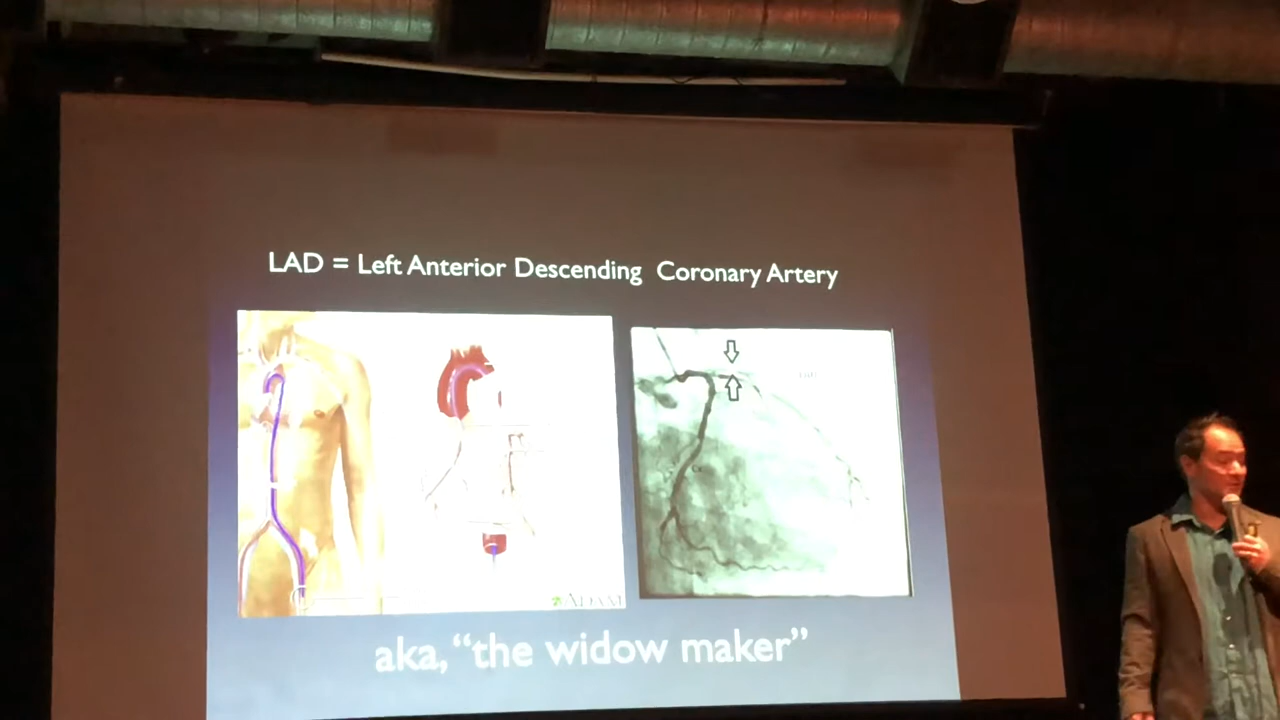 LAD = Left Anterior Descending Coronary Artery
ADAM
aka, “the widow maker”